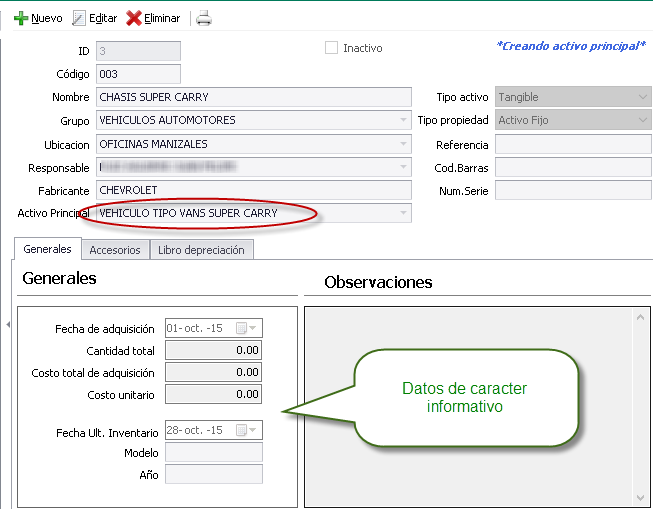 Nuevo Editar Eliminar
ID 3 Inactivo *Creando activo principal*
Código 003
Nombre CHASIS SUPER CARRY Tipo activo Tangible
Grupo VEHICULOS AUTOMOTORES Tipo propiedad Activo Fijo
Ubicacion OFICINAS MANIZALES Referencia
Responsable Cod.Barras
Fabricante CHEVROLET Num.Serie
Activo Principal VEHICULO TIPO VANS SUPER CARRY
Generales Accesorios Libro depreciación
Generales Observaciones
Fecha de adquisición 01- oct. -15
Cantidad total 0.00
Costo total de adquisición 0.00
Costo unitario 0.00
Datos de caracter
informativo
Fecha Ult. Inventario 28- oct. -15
Modelo
Año